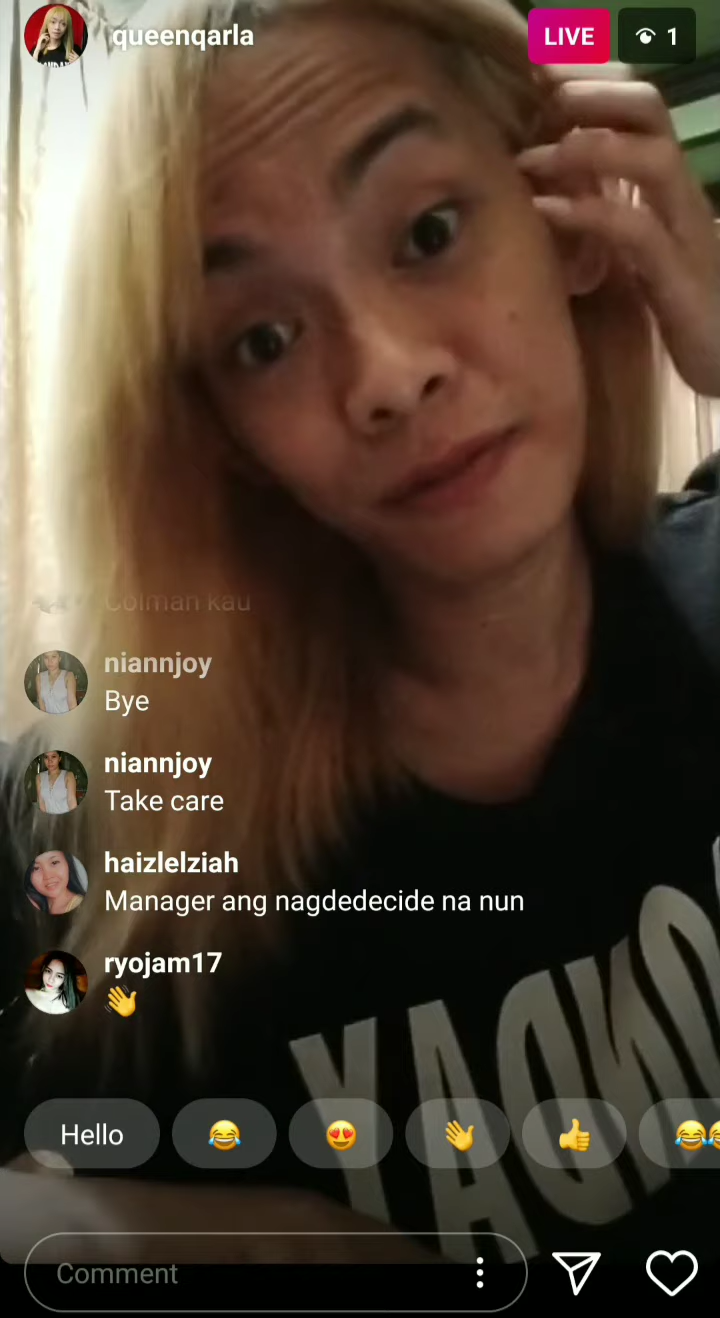 queenqarla
LIVE
1
Colman kau
niannjoy
Bye
niannjoy
Take care
haizlelziah
Manager ang nagdedecide na nun
ryojam17
👋
Hello 😂 😍 👋 👍 😂
Comment